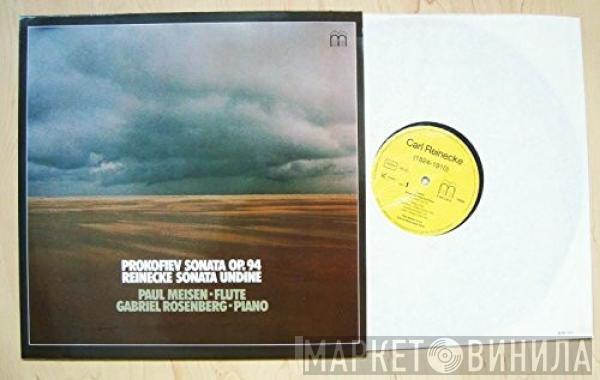 PROKOFIEV SONATA OP. 94
REINECKE SONATA UNDINE
PAUL MEISEN · FLUTE
GABRIEL ROSENBERG · PIANO
Carl Reinecke
(1824-1910)
МАРКЕТ ВИНИЛА